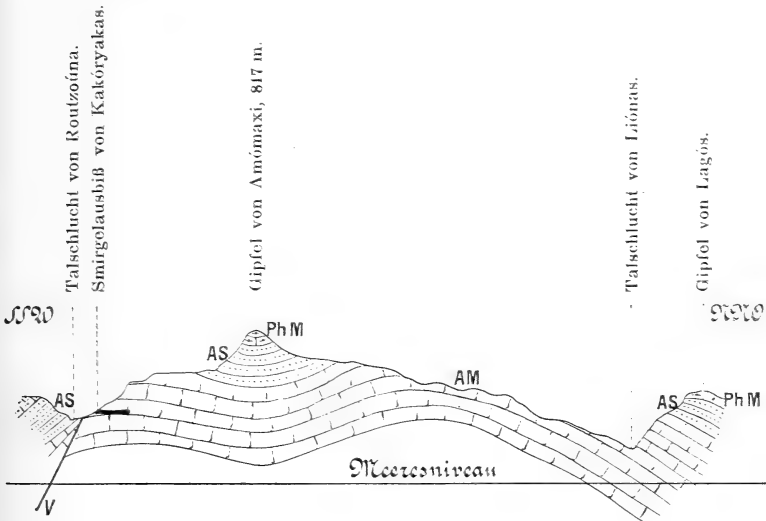 Talschlucht von Routzoúna.
Smirgelausbiß von Kakóryakas.
Gipfel von Amómaxi, 817 m.
Talschlucht von Liónas.
Gipfel von Lagós.
SSW
NNO
PhM
AS
AM
AS
AS
PhM
Meeresniveau
V